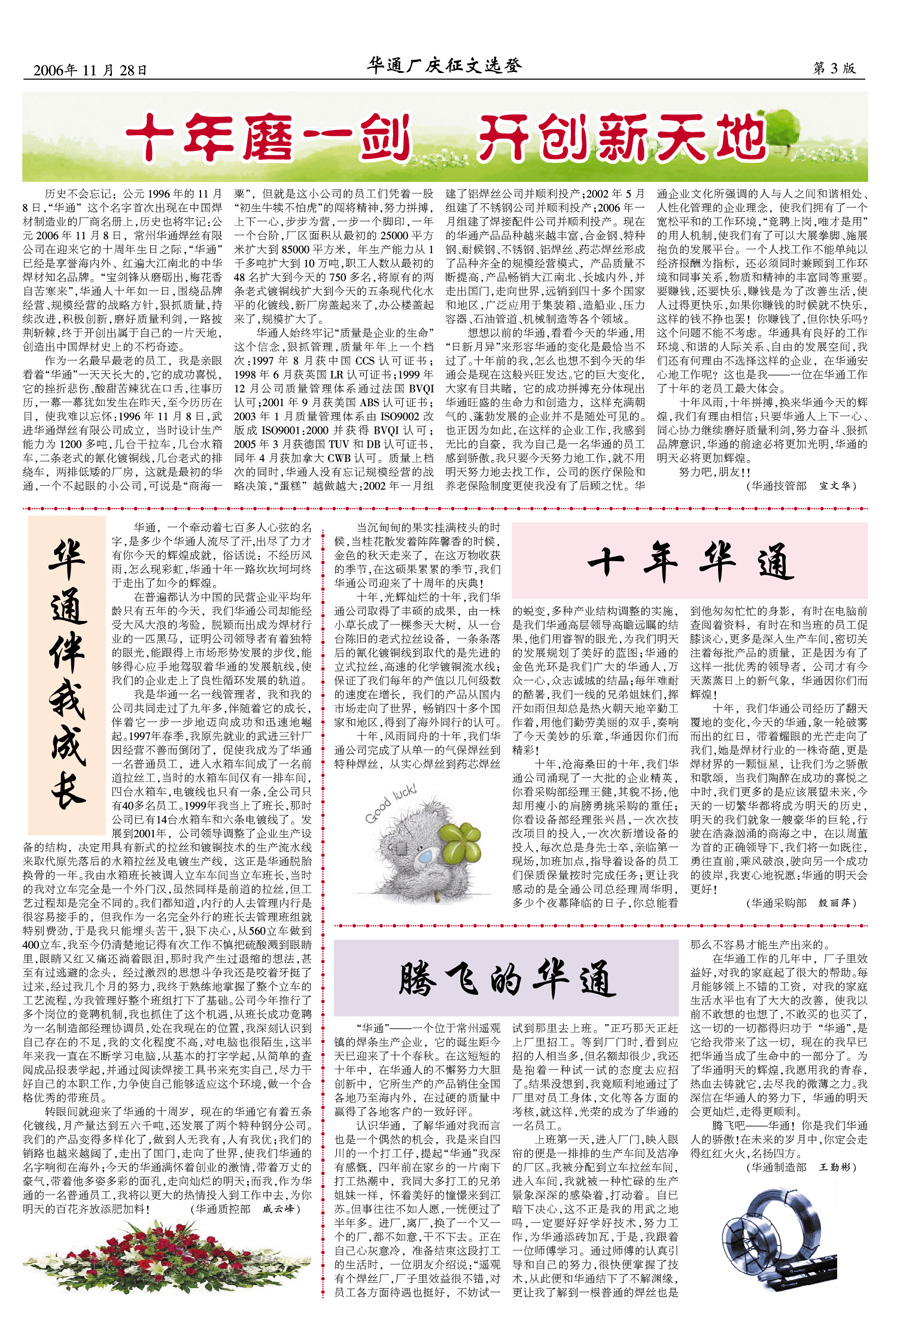 2006年 11 月 28日
华通厂庆征文选登
第 3 版
十年磨一剑 开创新天地
历史不会忘记：公元 1996 年的 11 月
8 日，“华通”这个名字首次出现在中国焊
材制造业的厂商名册上，历史也将牢记：公
元 2006 年 11 月 8 日，常州华通焊丝有限
公司在迎来它的十周年生日之际，“华通”
已经是享誉海内外、红遍大江南北的中华
焊材知名品牌。“宝剑锋从磨砺出，梅花香
自苦寒来”，华通人十年如一日，围绕品牌
经营、规模经营的战略方针，狠抓质量，持
续改进，积极创新，磨好质量利剑，一路披
荆斩棘，终于开创出属于自己的一片天地，
创造出中国焊材史上的不朽奇迹。
作为一名最早最老的员工，我是亲眼
看着“华通”一天天长大的，它的成功喜悦，
它的挫折悲伤、酸甜苦辣犹在口舌，往事历
历，一幕一幕犹如发生在昨天，至今历历在
目，使我难以忘怀：1996 年 11 月 8 日，武
进华通焊丝有限公司成立，当时设计生产
能力为 1200 多吨，几台干拉车，几台水箱
车，二条老式的氰化镀铜线，几台老式的排
绕车，两排低矮的厂房，这就是最初的华
通，一个不起眼的小公司，可说是“商海一
粟”，但就是这小公司的员工们凭着一股
“初生牛犊不怕虎”的闯将精神，努力拼搏，
上下一心，步步为营，一步一个脚印，一年
一个台阶，厂区面积从最初的 25000 平方
米扩大到 85000 平方米，年生产能力从 1
千多吨扩大到 10 万吨，职工人数从最初的
48 名扩大到今天的 750 多名，将原有的两
条老式镀铜线扩大到今天的五条现代化水
平的化镀线，新厂房盖起来了，办公楼盖起
来了，规模扩大了。
华通人始终牢记“质量是企业的生命”
这个信念，狠抓管理，质量年年上一个档
次：1997 年 8 月获中国 CCS 认可证书；
1998 年 6 月获英国 LR 认可证书；1999 年
12 月公司质量管理体系通过法国 BVQI
认可；2001 年 9 月获美国 ABS 认可证书；
2003 年 1 月质量管理体系由 ISO9002 改
版成 ISO9001:2000 并获得 BVQI 认可；
2005 年 3 月获德国 TUV 和 DB 认可证书，
同年 4 月获加拿大 CWB 认可。质量上档
次的同时，华通人没有忘记规模经营的战
略决策，“蛋糕”越做越大：2002 年一月组
建了铝焊丝公司并顺利投产；2002 年 5 月
组建了不锈钢公司并顺利投产；2006 年一
月组建了焊接配件公司并顺利投产。现在
的华通产品品种越来越丰富，合金钢、特种
钢、耐候钢、不锈钢、铝焊丝、药芯焊丝形成
了品种齐全的规模经营模式，产品质量不
断提高，产品畅销大江南北、长城内外，并
走出国门，走向世界，远销到四十多个国家
和地区，广泛应用于集装箱、造船业、压力
容器、石油管道、机械制造等各个领域。
想想以前的华通，看看今天的华通，用
“日新月异”来形容华通的变化是最恰当不
过了。十年前的我，怎么也想不到今天的华
通会是现在这般兴旺发达。它的巨大变化，
大家有目共睹，它的成功拼搏充分体现出
华通旺盛的生命力和创造力，这样充满朝
气的、蓬勃发展的企业并不是随处可见的。
也正因为如此，在这样的企业工作，我感到
无比的自豪，我为自己是一名华通的员工
感到骄傲。我只要今天努力地工作，就不用
明天努力地去找工作，公司的医疗保险和
养老保险制度更使我没有了后顾之忧。华
通企业文化所强调的人与人之间和谐相处、
人性化管理的企业理念，使我们拥有了一个
宽松平和的工作环境，“竞聘上岗，唯才是用”
的用人机制，使我们有了可以大展拳脚、施展
抱负的发展平台。一个人找工作不能单纯以
经济报酬为指标，还必须同时兼顾到工作环
境和同事关系，物质和精神的丰富同等重要。
要赚钱，还要快乐，赚钱是为了改善生活，使
人过得更快乐，如果你赚钱的时候就不快乐，
这样的钱不挣也罢！你赚钱了，但你快乐吗？
这个问题不能不考虑。华通具有良好的工作
环境、和谐的人际关系、自由的发展空间，我
们还有何理由不选择这样的企业，在华通安
心地工作呢？这也是我——一位在华通工作
了十年的老员工最大体会。
十年风雨，十年拼搏，换来华通今天的辉
煌，我们有理由相信：只要华通人上下一心、
同心协力继续磨好质量利剑，努力奋斗、狠抓
品牌意识，华通的前途必将更加光明，华通的
明天必将更加辉煌。
努力吧，朋友！！
（华通技管部 宣文华）
华通伴我成长
华通，一个牵动着七百多人心弦的名
字，是多少个华通人流尽了汗，出尽了力才
有你今天的辉煌成就，俗话说：不经历风
雨，怎么现彩虹，华通十年一路坎坎坷坷终
于走出了如今的辉煌。
在普遍都认为中国的民营企业平均年
龄只有五年的今天，我们华通公司却能经
受大风大浪的考验，脱颖而出成为焊材行
业的一匹黑马，证明公司领导者有着独特
的眼光，能跟得上市场形势发展的步伐，能
够得心应手地驾驭着华通的发展航线，使
我们的企业走上了良性循环发展的轨道。
我是华通一名一线管理者，我和我的
公司共同走过了九年多，伴随着它的成长，
伴着它一步一步地迈向成功和迅速地崛
起。1997年春季，我原先就业的武进三针厂
因经营不善而倒闭了，促使我成为了华通
一名普通员工，进入水箱车间成了一名前
道拉丝工，当时的水箱车间仅有一排车间，
四台水箱车，电镀线也只有一条，全公司只
有40多名员工。1999年我当上了班长，那时
公司已有14台水箱车和六条电镀线了。发
展到2001年，公司领导调整了企业生产设
备的结构，决定用具有新式的拉丝和镀铜技术的生产流水线
来取代原先落后的水箱拉丝及电镀生产线，这正是华通脱胎
换骨的一年。我由水箱班长被调入立车车间当立车班长，当时
的我对立车完全是一个外门汉，虽然同样是前道的拉丝，但工
艺过程却是完全不同的。我们都知道，内行的人去管理内行是
很容易接手的，但我作为一名完全外行的班长去管理班组就
特别费劲，于是我只能埋头苦干，狠下决心，从560立车做到
400立车，我至今仍清楚地记得有次工作不慎把硫酸溅到眼睛
里，眼睛又红又痛还淌着眼泪，那时我产生过退缩的想法，甚
至有过逃避的念头，经过激烈的思想斗争我还是咬着牙挺了
过来，经过我几个月的努力，我终于熟练地掌握了整个立车的
工艺流程，为我管理好整个班组打下了基础。公司今年推行了
多个岗位的竞聘机制，我也抓住了这个机遇，从班长成功竞聘
为一名制造部经理协调员，处在我现在的位置，我深刻认识到
自己存在的不足，我的文化程度不高，对电脑也很陌生，这半
年来我一直在不断学习电脑，从基本的打字学起，从简单的查
阅成品报表学起，并通过阅读焊接工具书来充实自己，尽力干
好自己的本职工作，力争使自己能够适应这个环境，做一个合
格优秀的带班员。
转眼间就迎来了华通的十周岁，现在的华通它有着五条
化镀线，月产量达到五六千吨，还发展了两个特种钢分公司。
我们的产品变得多样化了，做到人无我有，人有我优；我们的
销路也越来越阔了，走出了国门，走向了世界，使我们华通的
名字响彻在海外；今天的华通满怀着创业的激情，带着万丈的
豪气，带着他多姿多彩的面孔，走向灿烂的明天；而我，作为华
通的一名普通员工，我将以更大的热情投入到工作中去，为你
明天的百花齐放添肥加料！ （华通质控部 戚云峰）
十年华通
当沉甸甸的果实挂满枝头的时
候，当桂花散发着阵阵馨香的时候，
金色的秋天走来了，在这万物收获
的季节，在这硕果累累的季节，我们
华通公司迎来了十周年的庆典！
十年，光辉灿烂的十年，我们华
通公司取得了丰硕的成果，由一株
小草长成了一棵参天大树，从一台
台陈旧的老式拉丝设备，一条条落
后的氰化镀铜线到取代的是先进的
立式拉丝，高速的化学镀铜流水线；
保证了我们每年的产值以几何级数
的速度在增长，我们的产品从国内
市场走向了世界，畅销四十多个国
家和地区，得到了海外同行的认可。
十年，风雨同舟的十年，我们华
通公司完成了从单一的气保焊丝到
特种焊丝，从实心焊丝到药芯焊丝
Good luck!
的蜕变，多种产业结构调整的实施，
是我们华通高层领导高瞻远瞩的结
果，他们用睿智的眼光，为我们明天
的发展规划了美好的蓝图；华通的
金色光环是我们广大的华通人，万
众一心，众志诚城的结晶；每年难耐
的酷暑，我们一线的兄弟姐妹们，挥
汗如雨但却总是热火朝天地辛勤工
作着，用他们勤劳美丽的双手，奏响
了今天美妙的乐章，华通因你们而
精彩！
十年，沧海桑田的十年，我们华
通公司涌现了一大批的企业精英，
你看采购部经理王健，其貌不扬，他
却用瘦小的肩膀勇挑采购的重任；
你看设备部经理张兴昌，一次次技
改项目的投入，一次次新增设备的
投入，每次总是身先士卒，亲临第一
现场，加班加点，指导着设备的员工
们保质保量按时完成任务；更让我
感动的是全通公司总经理周华明，
多少个夜幕降临的日子，你总能看
到他匆匆忙忙的身影，有时在电脑前
查阅着资料，有时在和当班的员工促
膝谈心，更多是深入生产车间，密切关
注着每批产品的质量，正是因为有了
这样一批优秀的领导者，公司才有今
天蒸蒸日上的新气象，华通因你们而
辉煌！
十年，我们华通公司经历了翻天
覆地的变化，今天的华通，象一轮破雾
而出的红日，带着耀眼的光芒走向了
我们，她是焊材行业的一株奇葩，更是
焊材界的一颗恒星，让我们为之骄傲
和歌颂，当我们陶醉在成功的喜悦之
中时，我们更多的是应该展望未来，今
天的一切繁华都将成为明天的历史，
明天的我们就象一艘豪华的巨轮，行
驶在浩淼汹涌的商海之中，在以周董
为首的正确领导下，我们将一如既往，
勇往直前，乘风破浪，驶向另一个成功
的彼岸，我衷心地祝愿：华通的明天会
更好！
（华通采购部 殷丽萍）
腾飞的华通
“华通”——一个位于常州遥观
镇的焊条生产企业，它的诞生距今
天已迎来了十个春秋。在这短短的
十年中，在华通人的不懈努力大胆
创新中，它所生产的产品销住全国
各地乃至海内外，在过硬的质量中
赢得了各地客户的一致好评。
认识华通，了解华通对我而言
也是一个偶然的机会，我是来自四
川的一个打工仔，提起“华通”我深
有感慨，四年前在家乡的一片南下
打工热潮中，我同大多打工的兄弟
姐妹一样，怀着美好的憧憬来到江
苏。但事往往不如人愿，一恍便过了
半年多。进厂，离厂，换了一个又一
个的厂，都不如意，干不下去。正在
自己心灰意冷，准备结束这段打工
的生活时，一位朋友介绍说：“遥观
有个焊丝厂，厂子里效益很不错，对
员工各方面待遇也挺好，不妨试一
试到那里去上班。”正巧那天正赶
上厂里招工。等到厂门时，看到应
招的人相当多，但名额却很少，我还
是抱着一种试一试的态度去应招
了。结果没想到，我竟顺利地通过了
厂里对员工身体，文化等各方面的
考核，就这样，光荣的成为了华通的
一名员工。
上班第一天，进入厂门，映入眼
帘的便是一排排的生产车间及洁净
的厂区。我被分配到立车拉丝车间，
进入车间，我就被一种忙碌的生产
景象深深的感染着，打动着。自已
暗下决心，这不正是我的用武之地
吗，一定要好好学好技术，努力工
作，为华通添砖加瓦，于是，我跟着
一位师傅学习。通过师傅的认真引
导和自己的努力，很快便掌握了技
术，从此便和华通结下了不解渊缘，
更让我了解到一根普通的焊丝也是
那么不容易才能生产出来的。
在华通工作的几年中，厂子里效
益好，对我的家庭起了很大的帮助。每
月能够领上不错的工资，对我的家庭
生活水平也有了大大的改善，使我以
前不敢想的也想了，不敢买的也买了，
这一切的一切都得归功于“华通”，是
它给我带来了这一切，现在的我早已
把华通当成了生命中的一部分了。为
了华通明天的辉煌，我愿用我的青春，
热血去铸就它，去尽我的微薄之力。我
深信在华通人的努力下，华通的明天
会更灿烂，走得更顺利。
腾飞吧——华通！你是我们华通
人的骄傲！在未来的岁月中，你定会走
得红红火火，名扬四方。
（华通制造部 王勤彬）